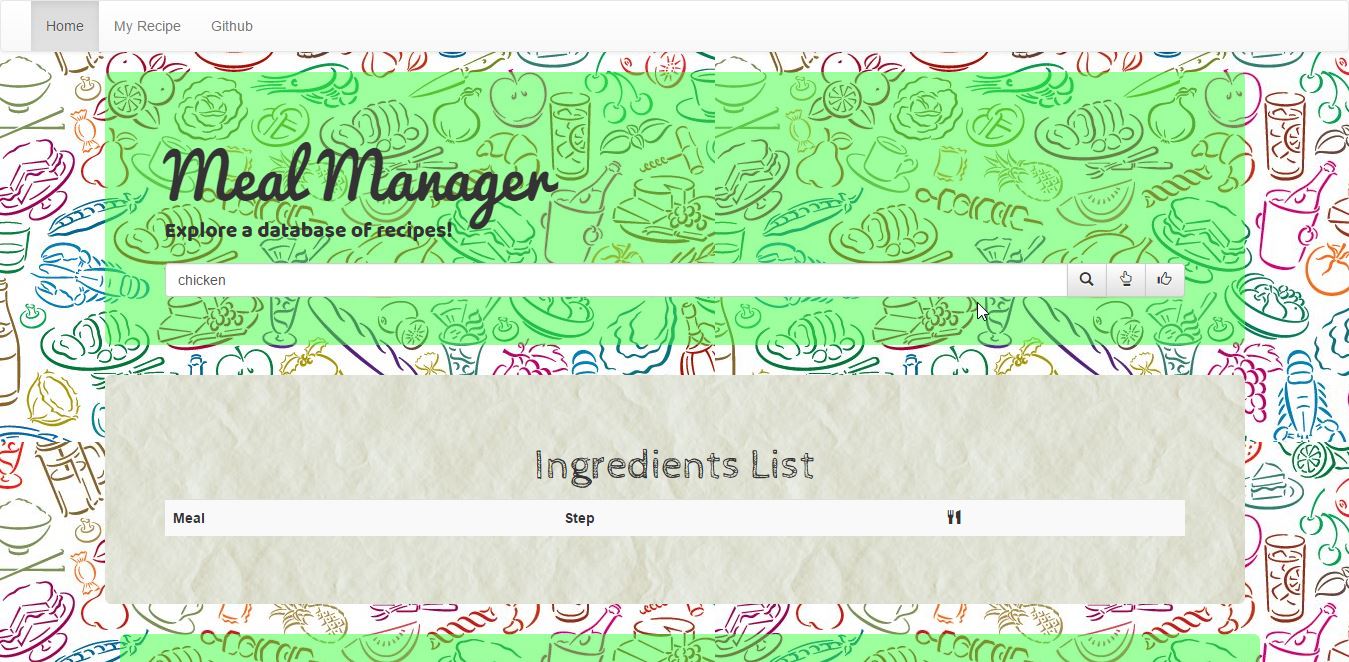 Home My Recipe Github
Meal Manager
Explore a database of recipes!
chicken
Ingredients List
Meal Step